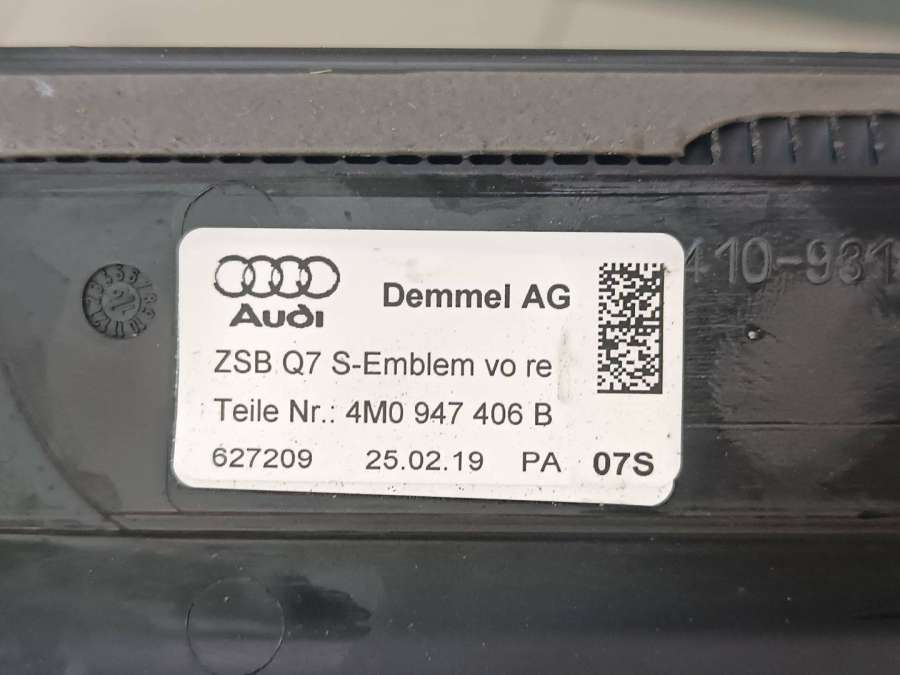 Audi
Demmel AG
410-931
ZSB Q7 S-Emblem vo re
Teile Nr.: 4M0 947 406 B
627209 25.02.19 PA 07S